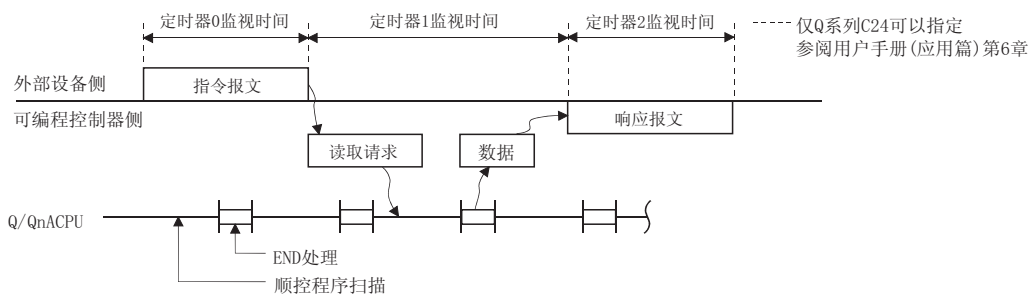 定时器0监视时间
定时器1监视时间
定时器2监视时间
仅Q系列C24可以指定
参阅用户手册(应用篇)第6章
外部设备侧
指令报文
可编程控制器侧
响应报文
读取请求
数据
Q/QnACPU
END处理
顺控程序扫描